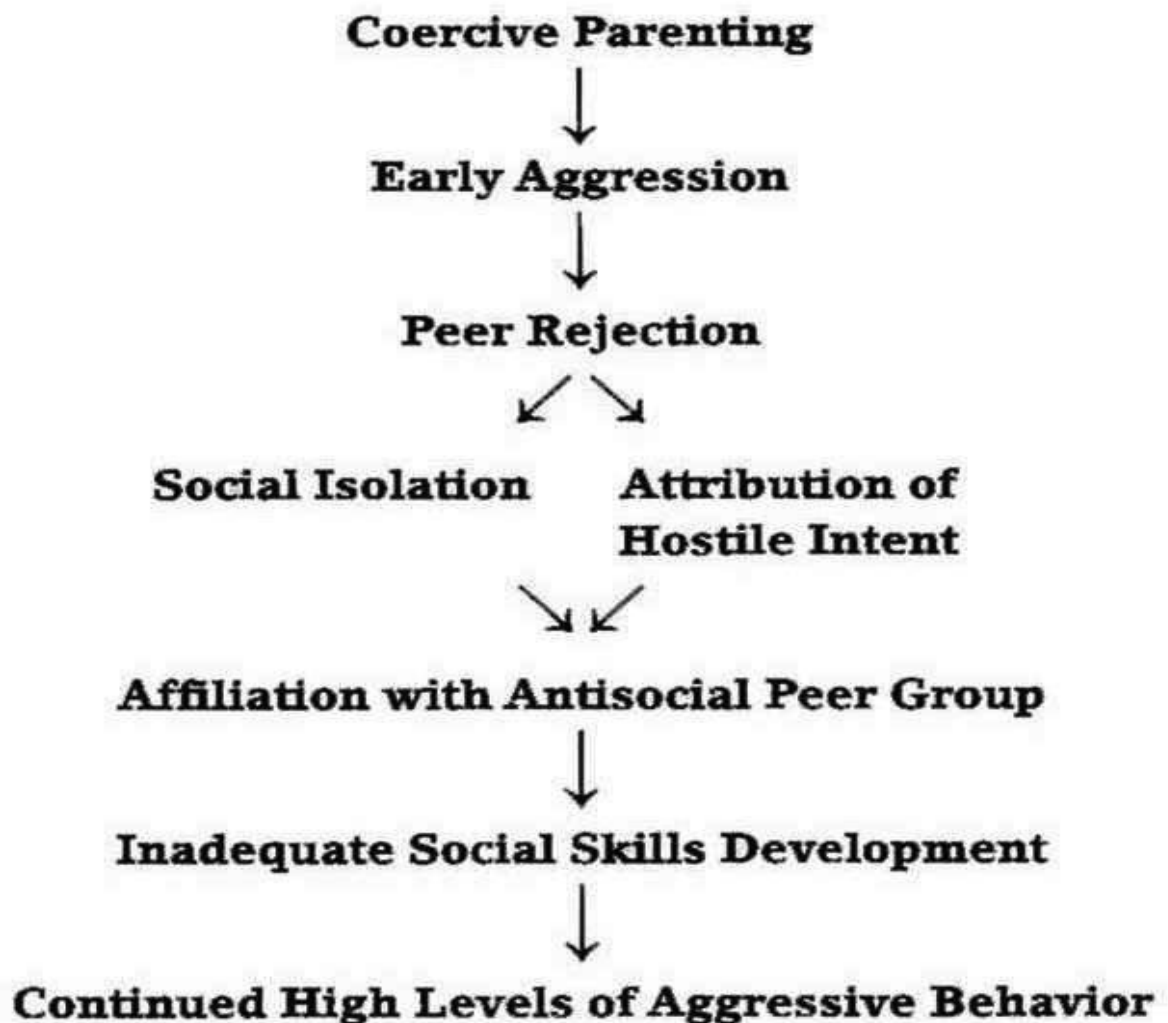 Coercive Parenting
Early Aggression
Peer Rejection
Social Isolation
Attribution of
Hostile Intent
Affiliation with Antisocial Peer Group
Inadequate Social Skills Development
Continued High Levels of Aggressive Behavior